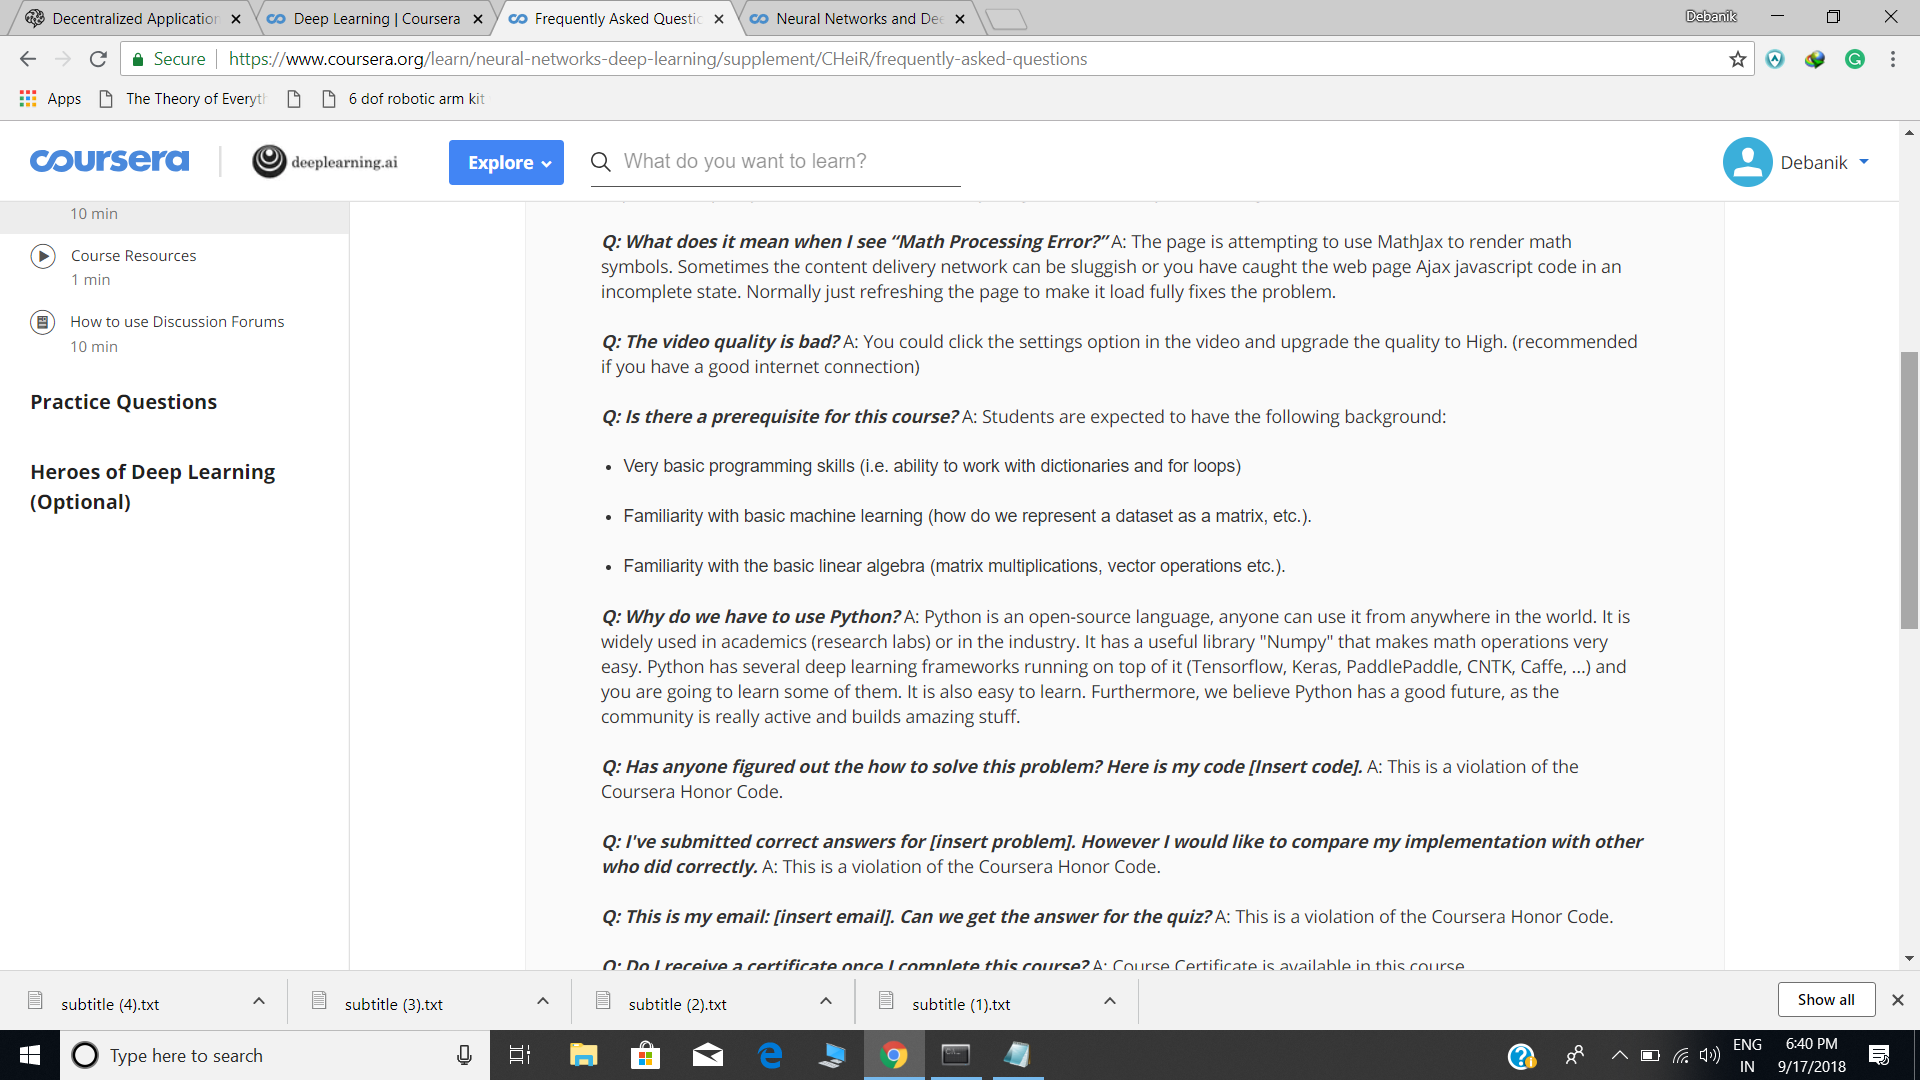 Decentralized Application
Deep Learning | Coursera
Frequently Asked Questic
Neural Networks and Dee
Debanik
Secure
https://www.coursera.org/learn/neural-networks-deep-learning/supplement/CHeiR/frequently-asked-questions
Apps
The Theory of Everyth
6 dof robotic arm kit
coursera
deeplearning.ai
Explore
What do you want to learn?
Debanik
10 min
Course Resources
1 min
How to use Discussion Forums
10 min
Practice Questions
Heroes of Deep Learning
(Optional)
Q: What does it mean when I see “Math Processing Error?” A: The page is attempting to use MathJax to render math
symbols. Sometimes the content delivery network can be sluggish or you have caught the web page Ajax javascript code in an
incomplete state. Normally just refreshing the page to make it load fully fixes the problem.
Q: The video quality is bad? A: You could click the settings option in the video and upgrade the quality to High. (recommended
if you have a good internet connection)
Q: Is there a prerequisite for this course? A: Students are expected to have the following background:
• Very basic programming skills (i.e. ability to work with dictionaries and for loops)
• Familiarity with basic machine learning (how do we represent a dataset as a matrix, etc.).
• Familiarity with the basic linear algebra (matrix multiplications, vector operations etc.).
Q: Why do we have to use Python? A: Python is an open-source language, anyone can use it from anywhere in the world. It is
widely used in academics (research labs) or in the industry. It has a useful library "Numpy" that makes math operations very
easy. Python has several deep learning frameworks running on top of it (Tensorflow, Keras, PaddlePaddle, CNTK, Caffe, ...) and
you are going to learn some of them. It is also easy to learn. Furthermore, we believe Python has a good future, as the
community is really active and builds amazing stuff.
Q: Has anyone figured out the how to solve this problem? Here is my code [Insert code]. A: This is a violation of the
Coursera Honor Code.
Q: I've submitted correct answers for [insert problem]. However I would like to compare my implementation with other
who did correctly. A: This is a violation of the Coursera Honor Code.
Q: This is my email: [insert email]. Can we get the answer for the quiz? A: This is a violation of the Coursera Honor Code.
Q: Do I receive a certificate once I complete this course? A: Course Certificate is available in this course.
subtitle (4).txt
subtitle (3).txt
subtitle (2).txt
subtitle (1).txt
Show all
Type here to search
ENG
IN
6:40 PM
9/17/2018